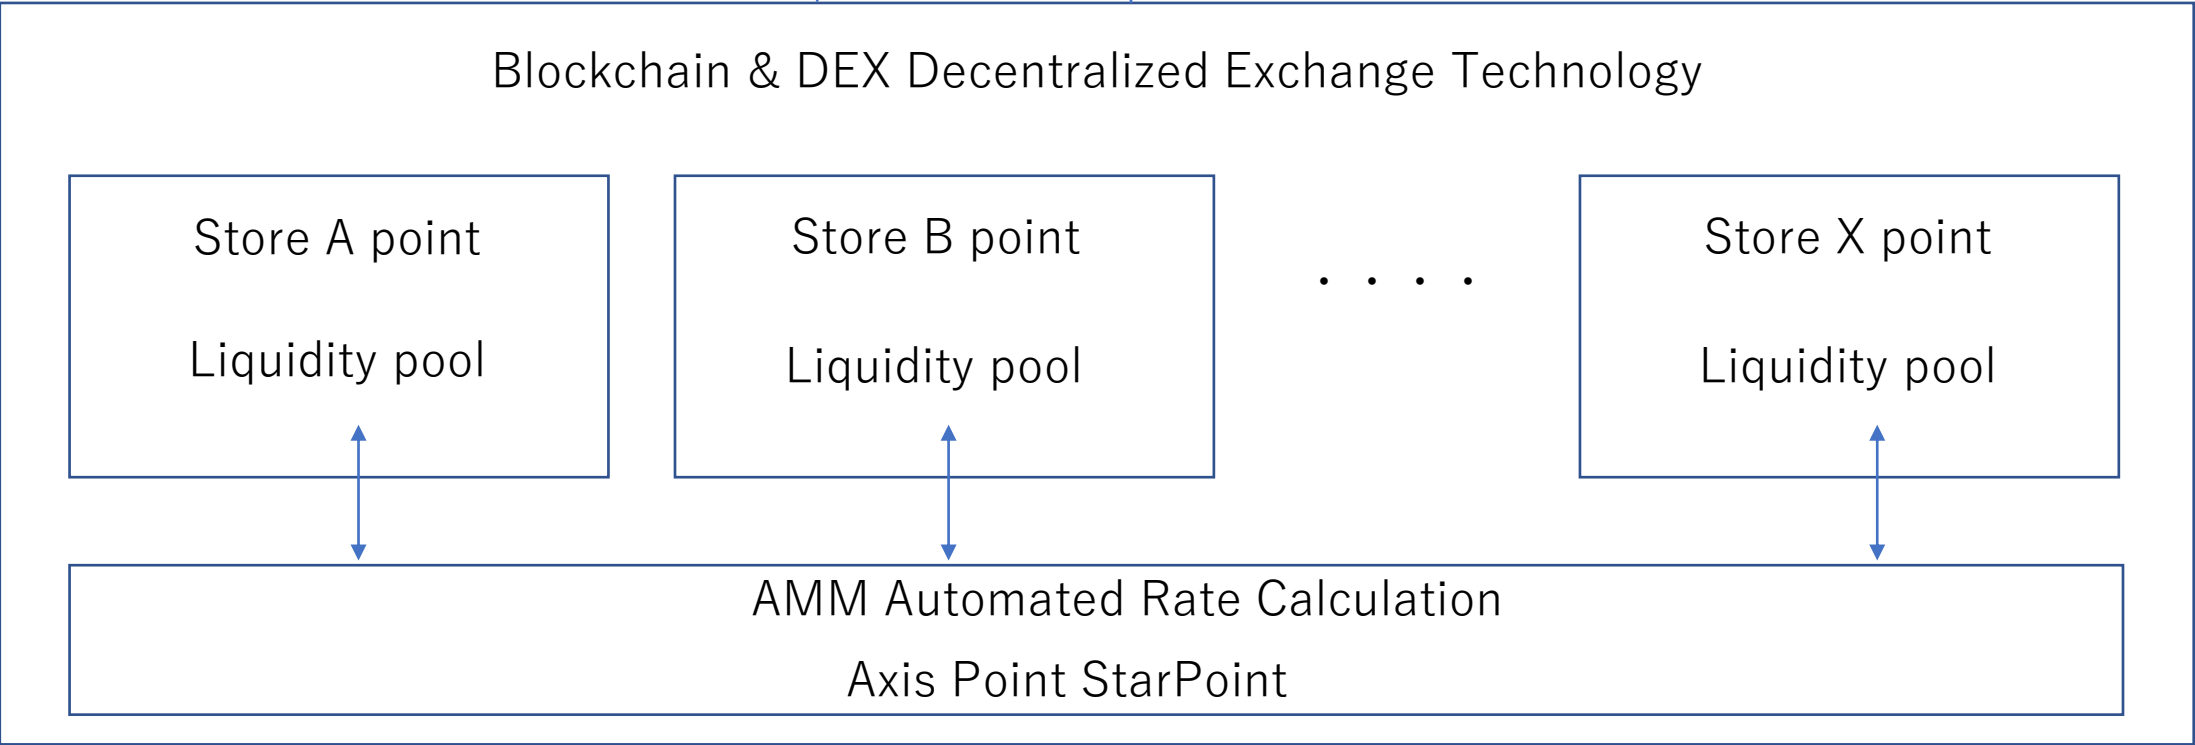 Blockchain & DEX Decentralized Exchange Technology
Store A point
Liquidity pool
Store B point
Liquidity pool
・・・・
Store X point
Liquidity pool
AMM Automated Rate Calculation
Axis Point StarPoint